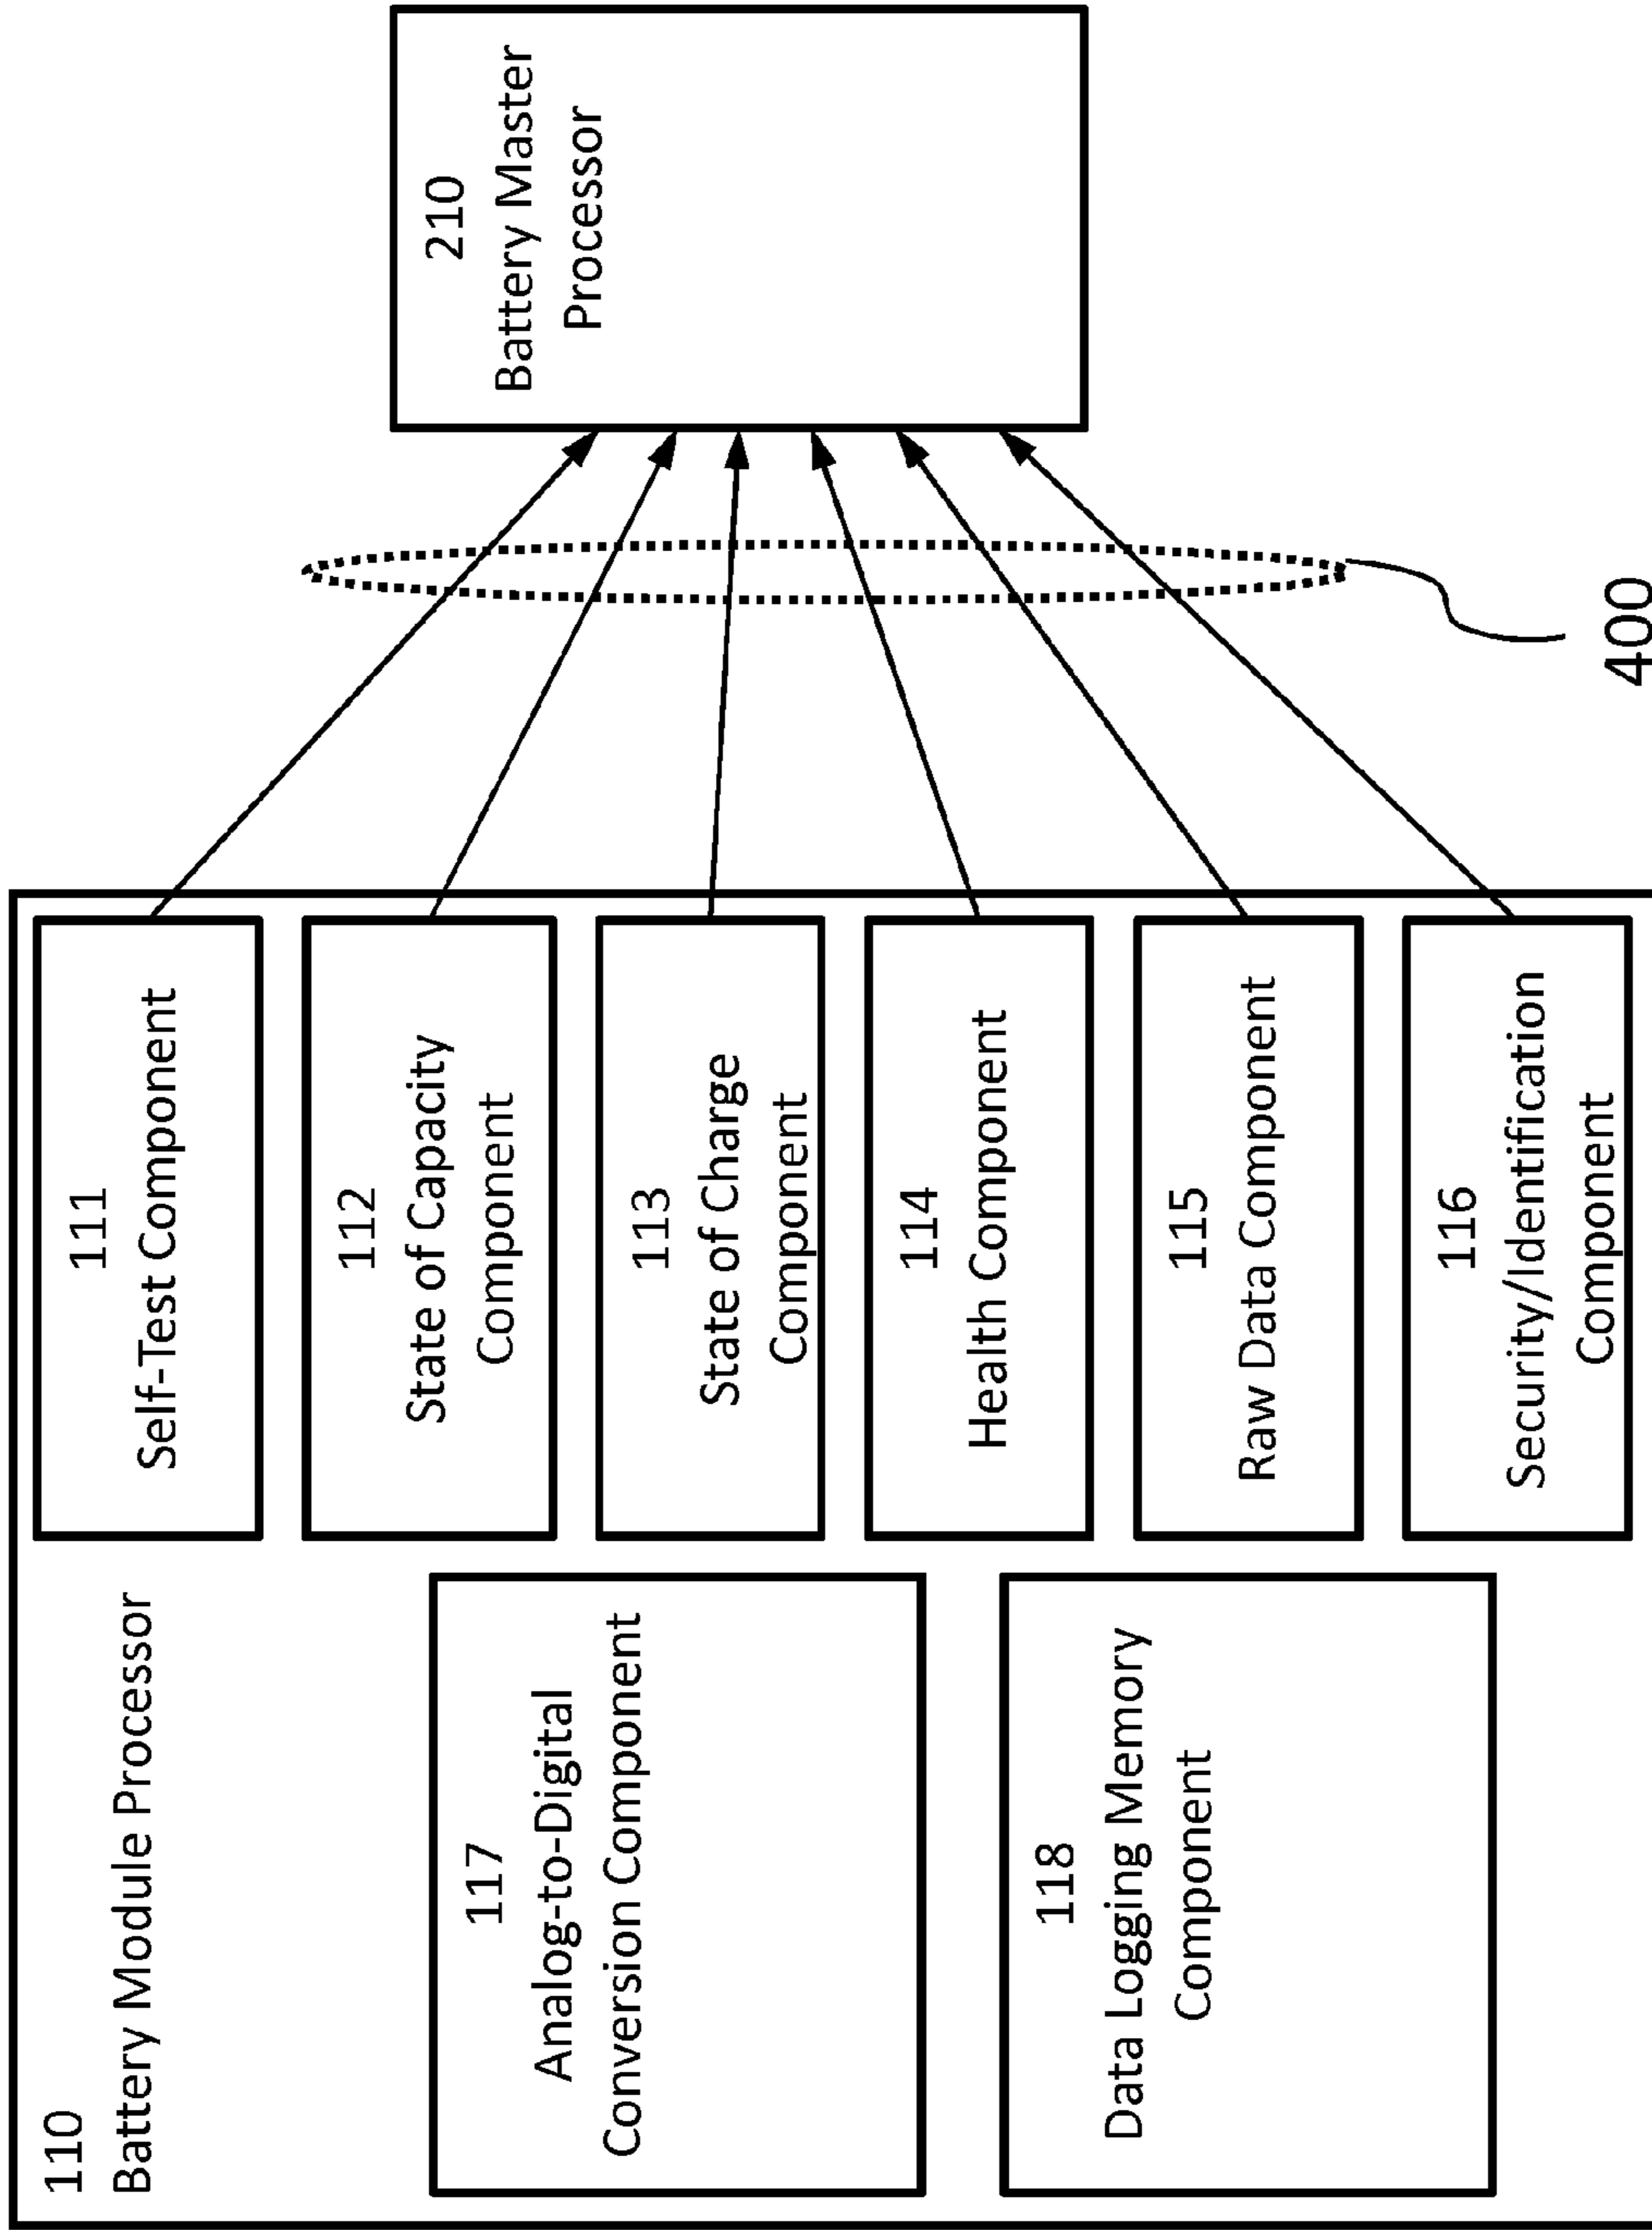 110
Battery Module Processor
117
Analog-to-Digital
Conversion Component
118
Data Logging Memory
Component
111
Self-Test Component
112
State of Capacity
Component
113
State of Charge
Component
114
Health Component
115
Raw Data Component
116
Security/Identification
Component
210
Battery Master
Processor
400